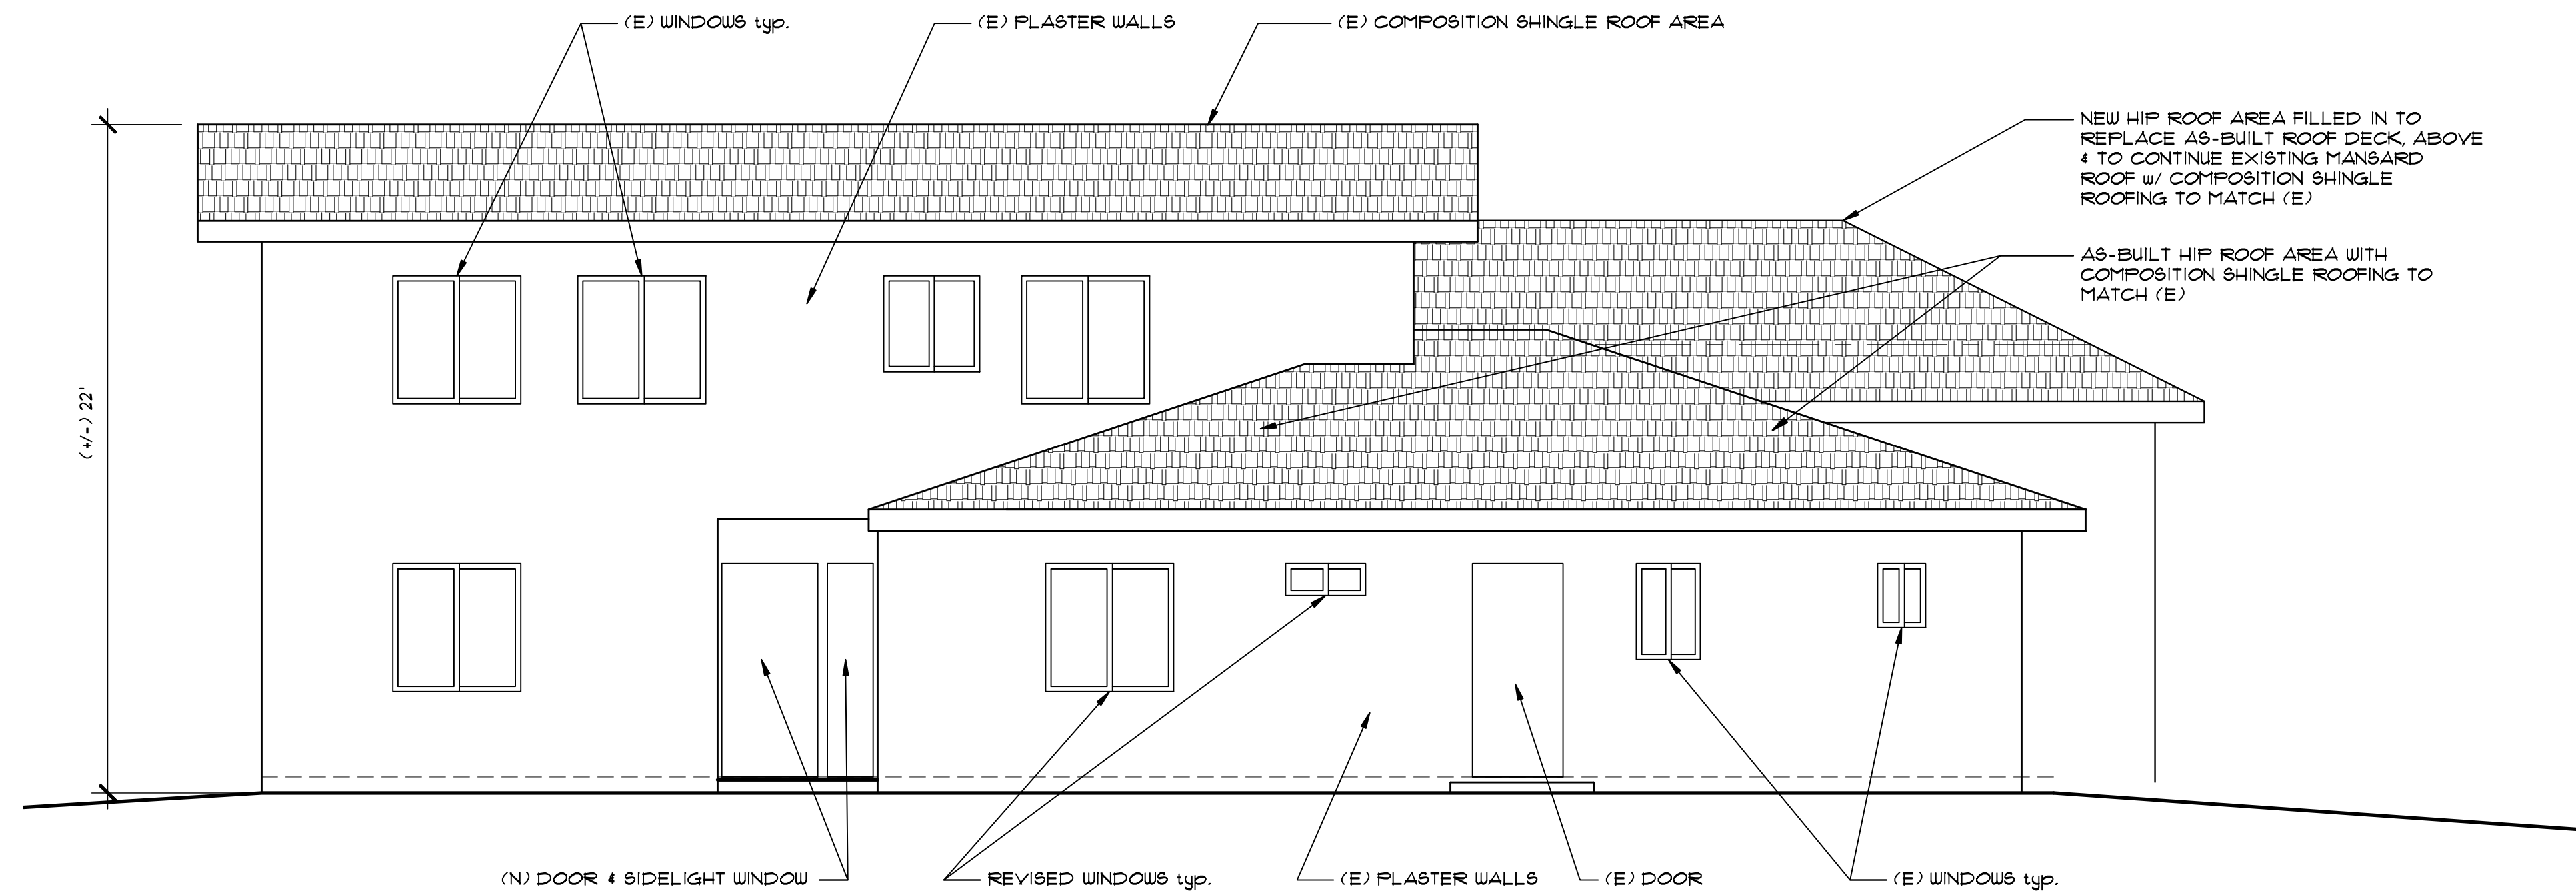 (E) WINDOWS typ.
(E) PLASTER WALLS
(E) COMPOSITION SHINGLE ROOF AREA
NEW HIP ROOF AREA FILLED IN TO
REPLACE AS-BUILT ROOF DECK, ABOVE
& TO CONTINUE EXISTING MANSARD
ROOF w/ COMPOSITION SHINGLE
ROOFING TO MATCH (E)
AS-BUILT HIP ROOF AREA WITH
COMPOSITION SHINGLE ROOFING TO
MATCH (E)
(+/-) 22'
(N) DOOR & SIDELIGHT WINDOW
REVISED WINDOWS typ.
(E) PLASTER WALLS
(E) DOOR
(E) WINDOWS typ.